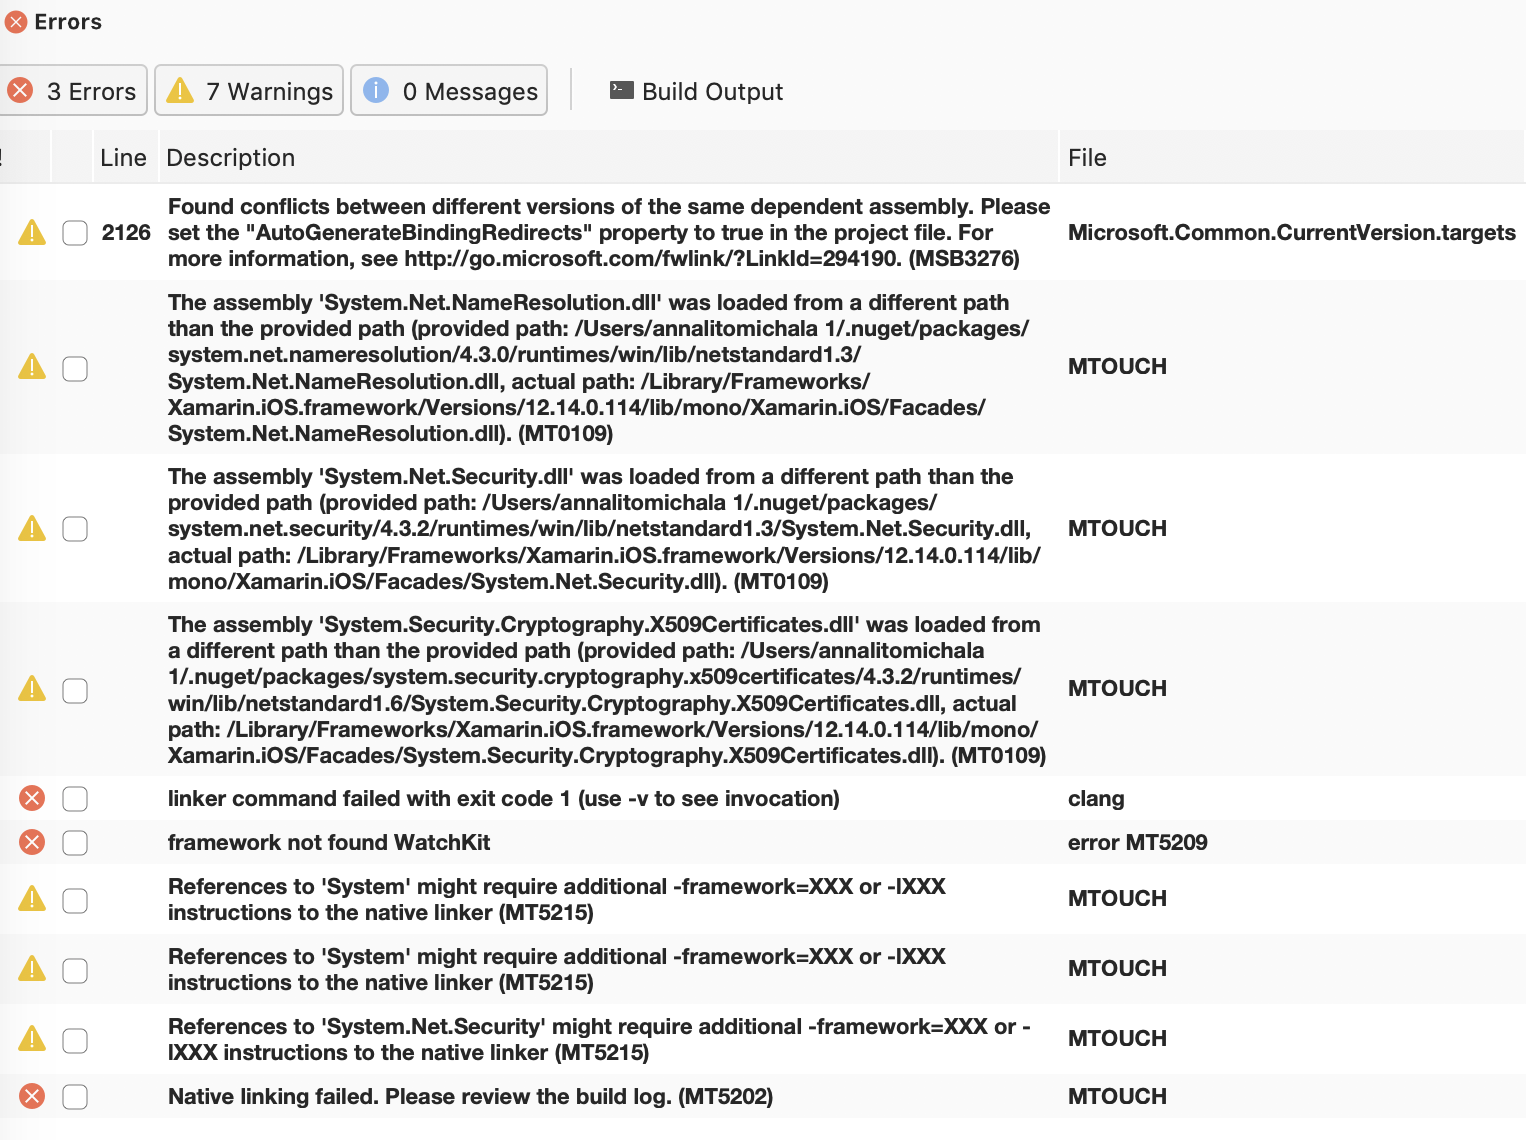 Errors
3 Errors
7 Warnings
0 Messages
Build Output
!
Line
Description
File
2126
Found conflicts between different versions of the same dependent assembly. Please
set the "AutoGenerateBindingRedirects" property to true in the project file. For
more information, see http://go.microsoft.com/fwlink/?LinkId=294190. (MSB3276)
Microsoft.Common.CurrentVersion.targets
The assembly 'System.Net.NameResolution.dll' was loaded from a different path
than the provided path (provided path: /Users/annalitomichala 1/.nuget/packages/
system.net.nameresolution/4.3.0/runtimes/win/lib/netstandard1.3/
System.Net.NameResolution.dll, actual path: /Library/Frameworks/
Xamarin.iOS.framework/Versions/12.14.0.114/lib/mono/Xamarin.iOS/Facades/
System.Net.NameResolution.dll). (MT0109)
MTOUCH
The assembly 'System.Net.Security.dll' was loaded from a different path than the
provided path (provided path: /Users/annalitomichala 1/.nuget/packages/
system.net.security/4.3.2/runtimes/win/lib/netstandard1.3/System.Net.Security.dll,
actual path: /Library/Frameworks/Xamarin.iOS.framework/Versions/12.14.0.114/lib/
mono/Xamarin.iOS/Facades/System.Net.Security.dll). (MT0109)
MTOUCH
The assembly 'System.Security.Cryptography.X509Certificates.dll' was loaded from
a different path than the provided path (provided path: /Users/annalitomichala
1/.nuget/packages/system.security.cryptography.x509certificates/4.3.2/runtimes/
win/lib/netstandard1.6/System.Security.Cryptography.X509Certificates.dll, actual
path: /Library/Frameworks/Xamarin.iOS.framework/Versions/12.14.0.114/lib/mono/
Xamarin.iOS/Facades/System.Security.Cryptography.X509Certificates.dll). (MT0109)
MTOUCH
linker command failed with exit code 1 (use -v to see invocation)
clang
framework not found WatchKit
error MT5209
References to 'System' might require additional -framework=XXX or -lXXX
instructions to the native linker (MT5215)
MTOUCH
References to 'System' might require additional -framework=XXX or -lXXX
instructions to the native linker (MT5215)
MTOUCH
References to 'System.Net.Security' might require additional -framework=XXX or -
lXXX instructions to the native linker (MT5215)
MTOUCH
Native linking failed. Please review the build log. (MT5202)
MTOUCH